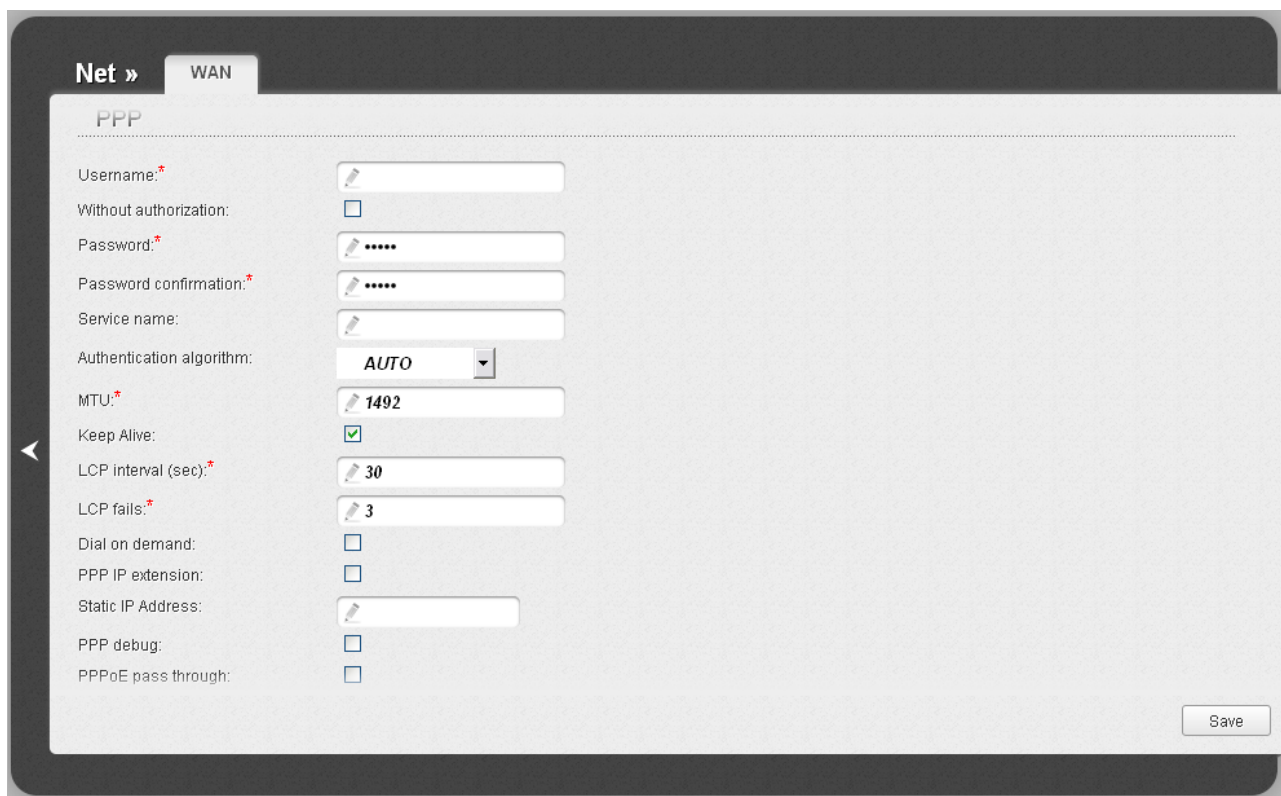 Net » WAN
PPP
Username:*
Without authorization:
Password:* •••••
Password confirmation:* •••••
Service name:
Authentication algorithm: AUTO
MTU:* 1492
Keep Alive:
LCP interval (sec):* 30
LCP fails:* 3
Dial on demand:
PPP IP extension:
Static IP Address:
PPP debug:
PPPoE pass through:
Save